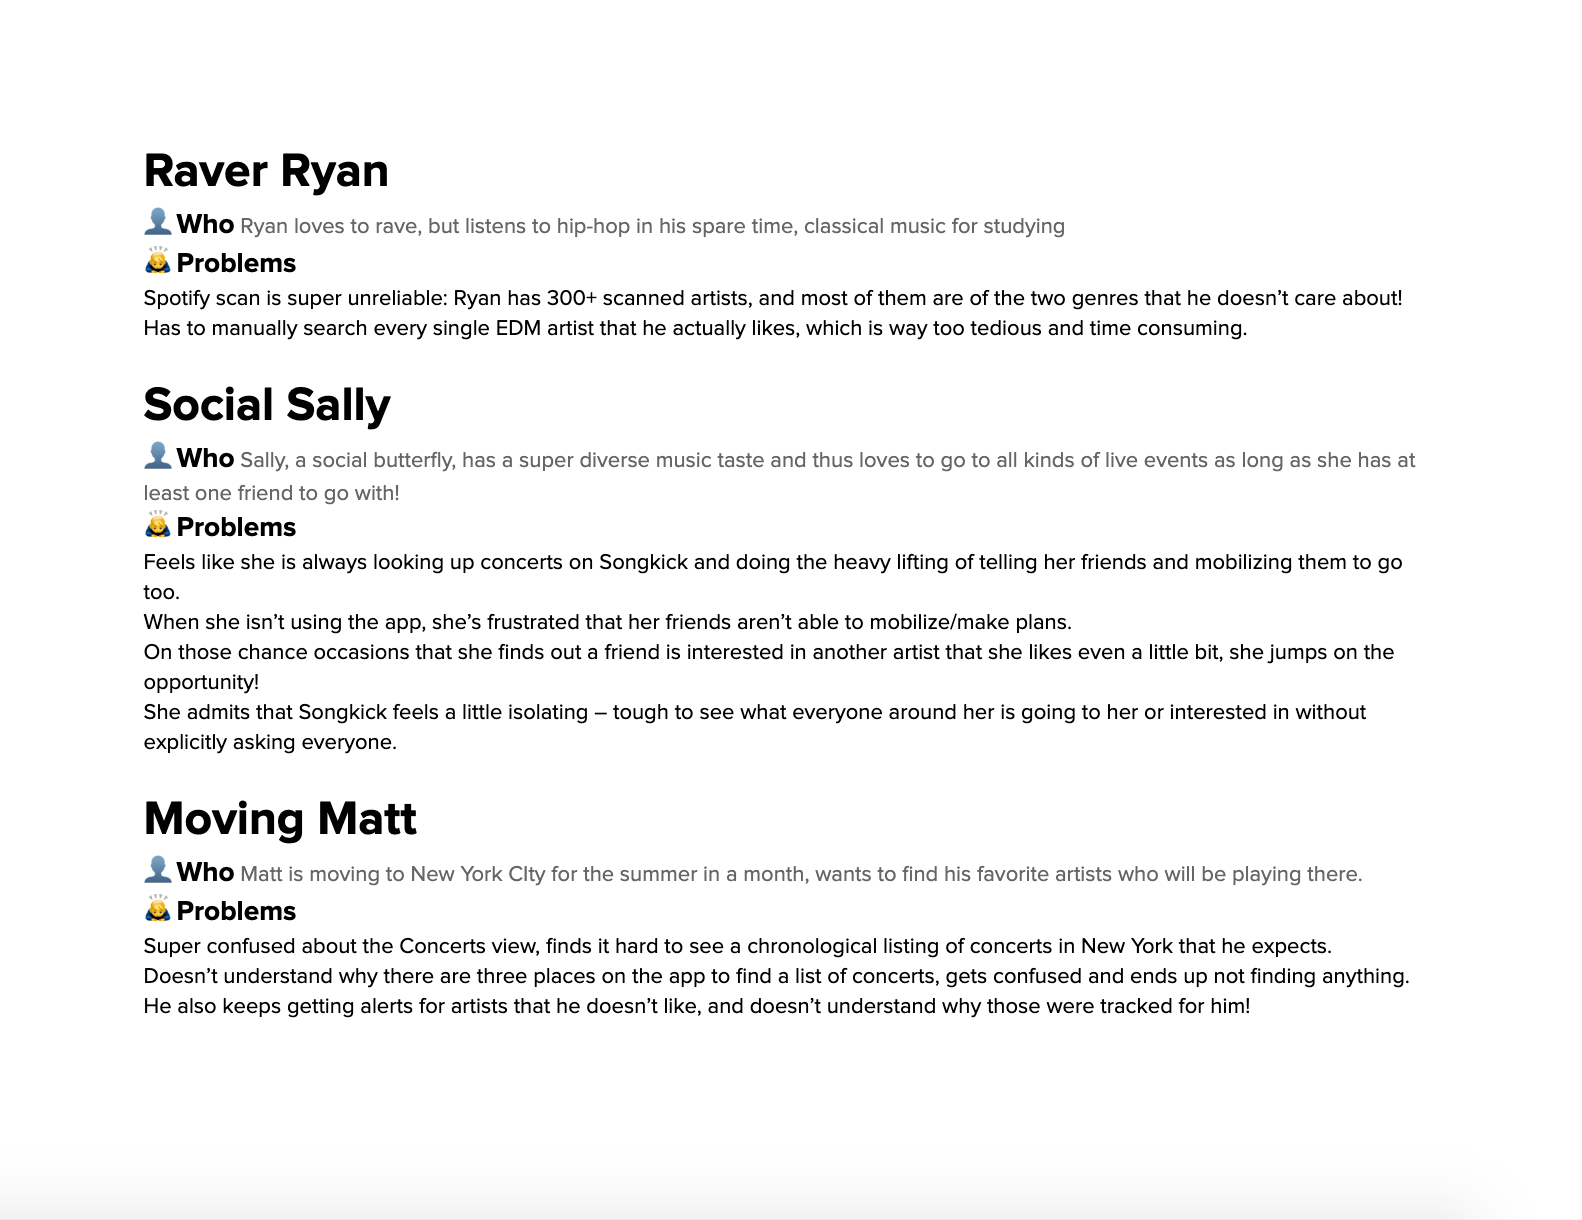 Raver Ryan
Who Ryan loves to rave, but listens to hip-hop in his spare time, classical music for studying
Problems
Spotify scan is super unreliable: Ryan has 300+ scanned artists, and most of them are of the two genres that he doesn’t care about!
Has to manually search every single EDM artist that he actually likes, which is way too tedious and time consuming.
Social Sally
Who Sally, a social butterfly, has a super diverse music taste and thus loves to go to all kinds of live events as long as she has at
least one friend to go with!
Problems
Feels like she is always looking up concerts on Songkick and doing the heavy lifting of telling her friends and mobilizing them to go
too.
When she isn’t using the app, she’s frustrated that her friends aren’t able to mobilize/make plans.
On those chance occasions that she finds out a friend is interested in another artist that she likes even a little bit, she jumps on the
opportunity!
She admits that Songkick feels a little isolating – tough to see what everyone around her is going to her or interested in without
explicitly asking everyone.
Moving Matt
Who Matt is moving to New York CIty for the summer in a month, wants to find his favorite artists who will be playing there.
Problems
Super confused about the Concerts view, finds it hard to see a chronological listing of concerts in New York that he expects.
Doesn’t understand why there are three places on the app to find a list of concerts, gets confused and ends up not finding anything.
He also keeps getting alerts for artists that he doesn’t like, and doesn’t understand why those were tracked for him!